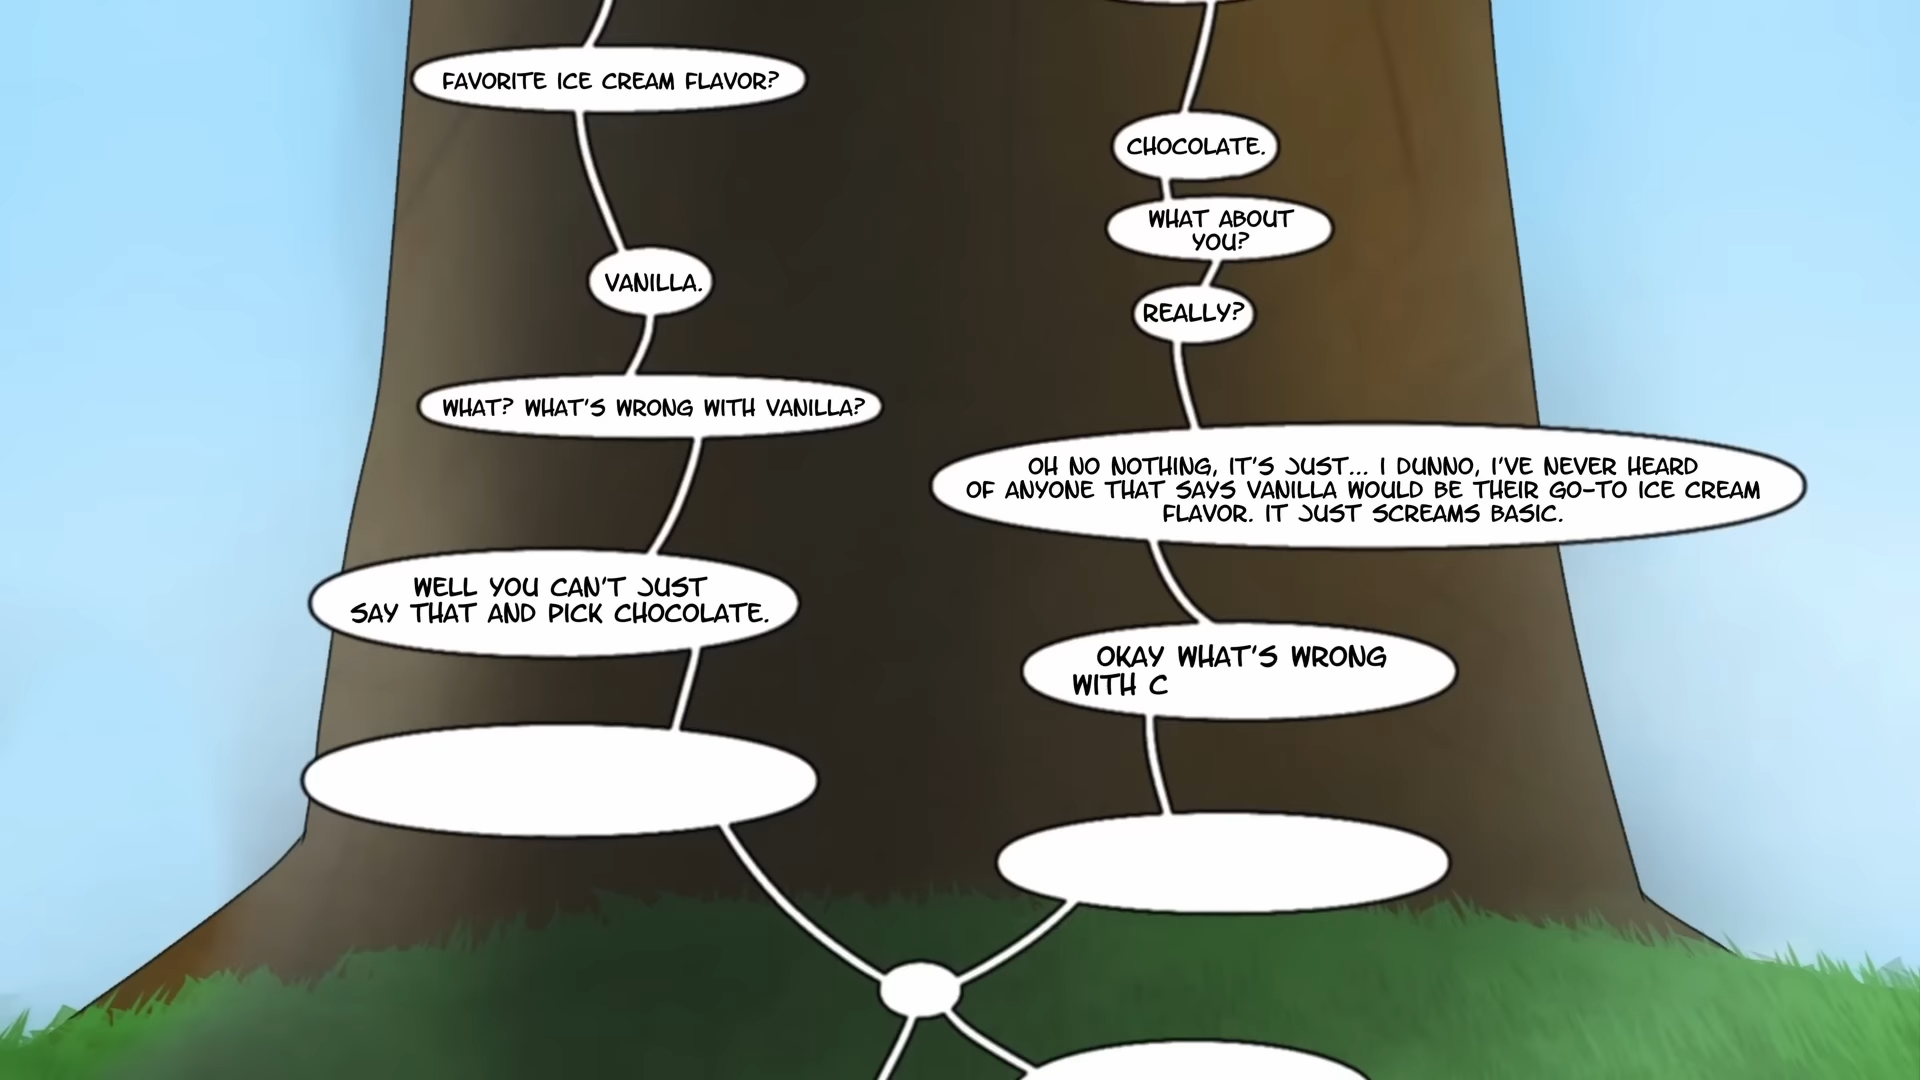 FAVORITE ICE CREAM FLAVOR?
CHOCOLATE.
WHAT ABOUT
YOU?
VANILLA.
REALLY?
WHAT? WHAT'S WRONG WITH VANILLA?
OH NO NOTHING, IT'S JUST... I DUNNO, I'VE NEVER HEARD
OF ANYONE THAT SAYS VANILLA WOULD BE THEIR GO-TO ICE CREAM
FLAVOR. IT JUST SCREAMS BASIC.
WELL YOU CAN'T JUST
SAY THAT AND PICK CHOCOLATE.
OKAY WHAT'S WRONG
WITH C